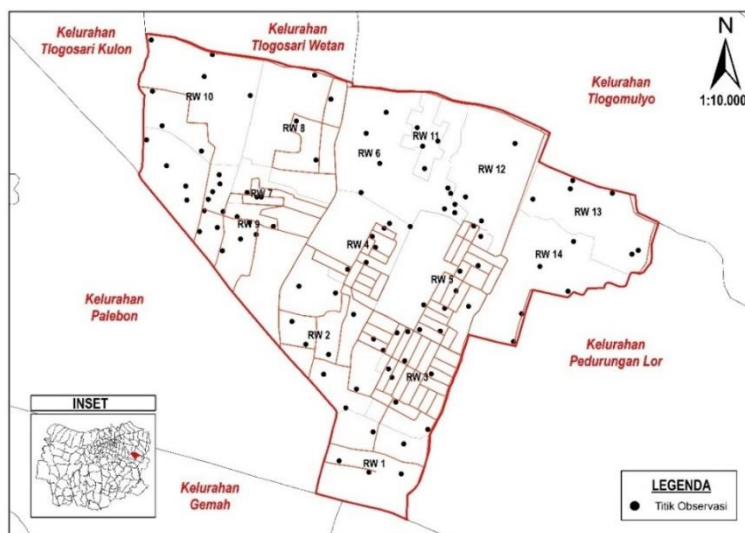 Kelurahan
Tlogosari Kulon
Kelurahan
Tlogosari Wetan
N
1:10.000
Kelurahan
Tlogomulyo
RW 10
RW 8
RW 11
RW 6
RW 12
RW 7
RW 13
RW 9
RW 4
RW 14
RW 5
Kelurahan
Palebon
RW 2
Kelurahan
Pedurungan Lor
RW 3
INSET
RW 1
Kelurahan
Gemah
LEGENDA
Titik Observasi